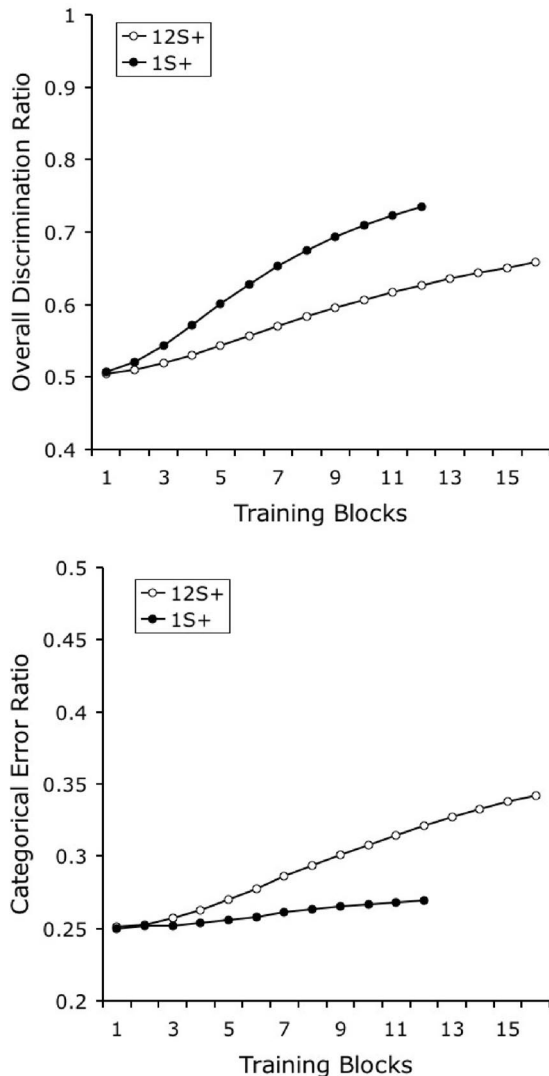 1
12S+
1S+
0.9
0.8
0.7
0.6
0.5
0.4
Overall Discrimination Ratio
1 3 5 7 9 11 13 15
Training Blocks
0.5
12S+
1S+
0.45
0.4
0.35
0.3
0.25
0.2
Categorical Error Ratio
1 3 5 7 9 11 13 15
Training Blocks